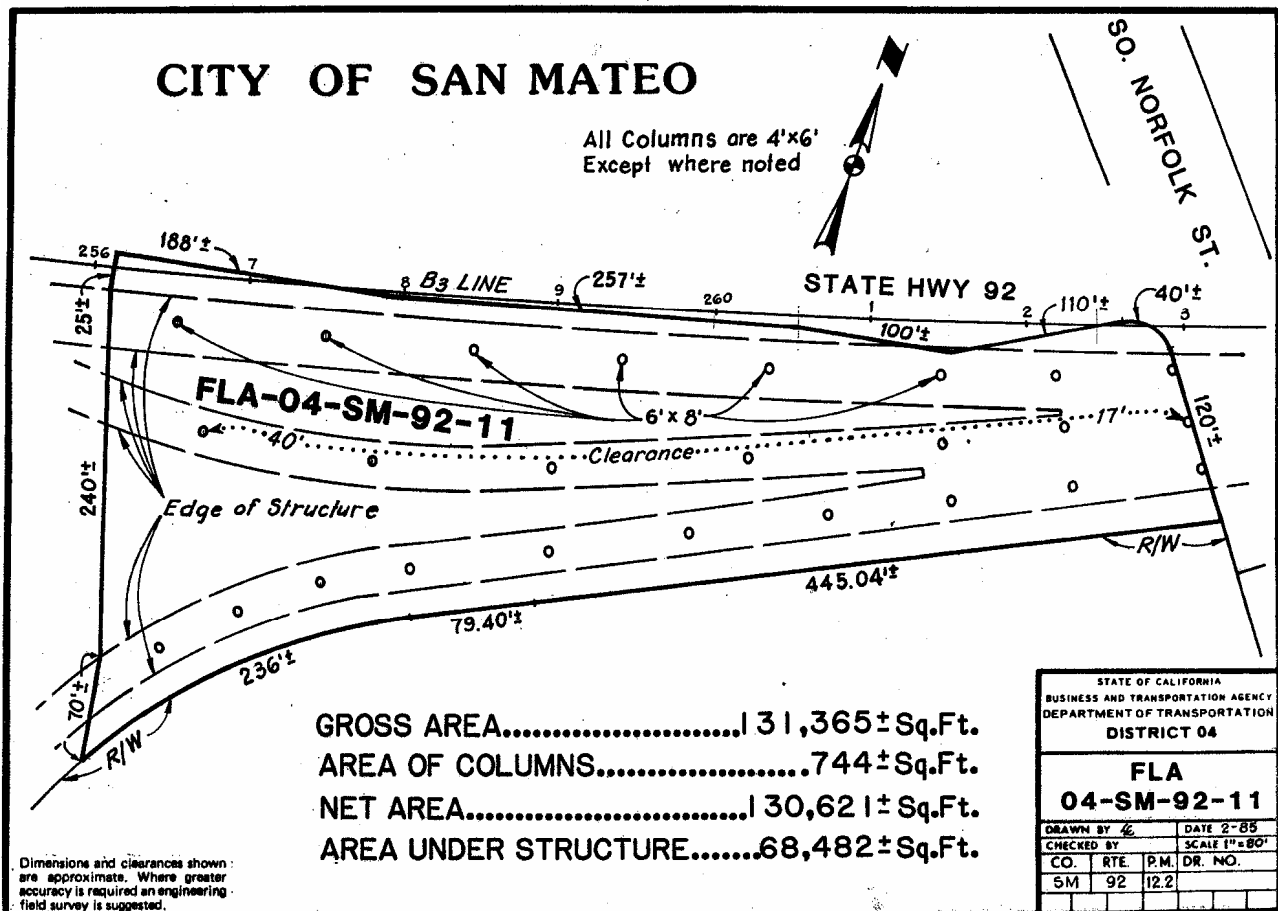 CITY OF SAN MATEO
All Columns are 4'x6'
Except where noted
SO. NORFOLK ST.
STATE HWY 92
256
188'±
7
8
B3 LINE
9
257'±
260
1
100'±
2
110'±
40'±
3
25'±
FLA-04-SM-92-11
6'x8'
17'
120'±
40'
Clearance
240'±
Edge of Structure
R/W
445.04'±
79.40'±
236'±
70'±
R/W
GROSS AREA.......................131,365±Sq.Ft.
AREA OF COLUMNS.....................744±Sq.Ft.
NET AREA..........................130,621±Sq.Ft.
AREA UNDER STRUCTURE.......68,482±Sq.Ft.
Dimensions and clearances shown
are approximate. Where greater
accuracy is required an engineering
field survey is suggested.
STATE OF CALIFORNIA
BUSINESS AND TRANSPORTATION AGENCY
DEPARTMENT OF TRANSPORTATION
DISTRICT 04
FLA
04-SM-92-11
DRAWN BY DATE 2-85
CHECKED BY SCALE 1"=80'
CO. RTE. P.M. DR. NO.
SM 92 12.2